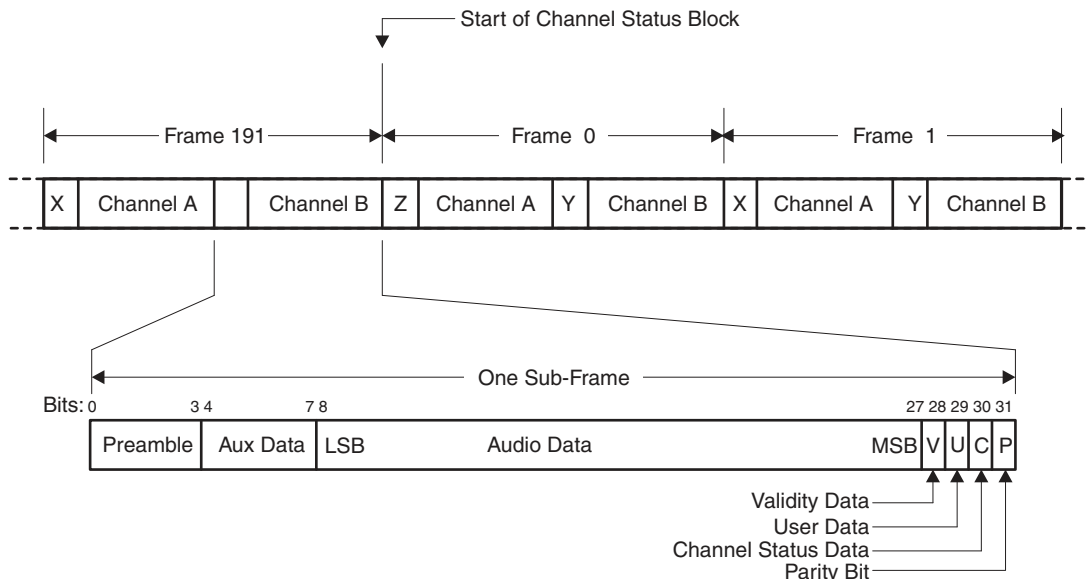 Start of Channel Status Block
Frame 191 Frame 0 Frame 1
X Channel A Channel B Z Channel A Y Channel B X Channel A Y Channel B
One Sub-Frame
Bits: 0 3 4 7 8 27 28 29 30 31
Preamble Aux Data LSB Audio Data MSB V U C P
Validity Data
User Data
Channel Status Data
Parity Bit